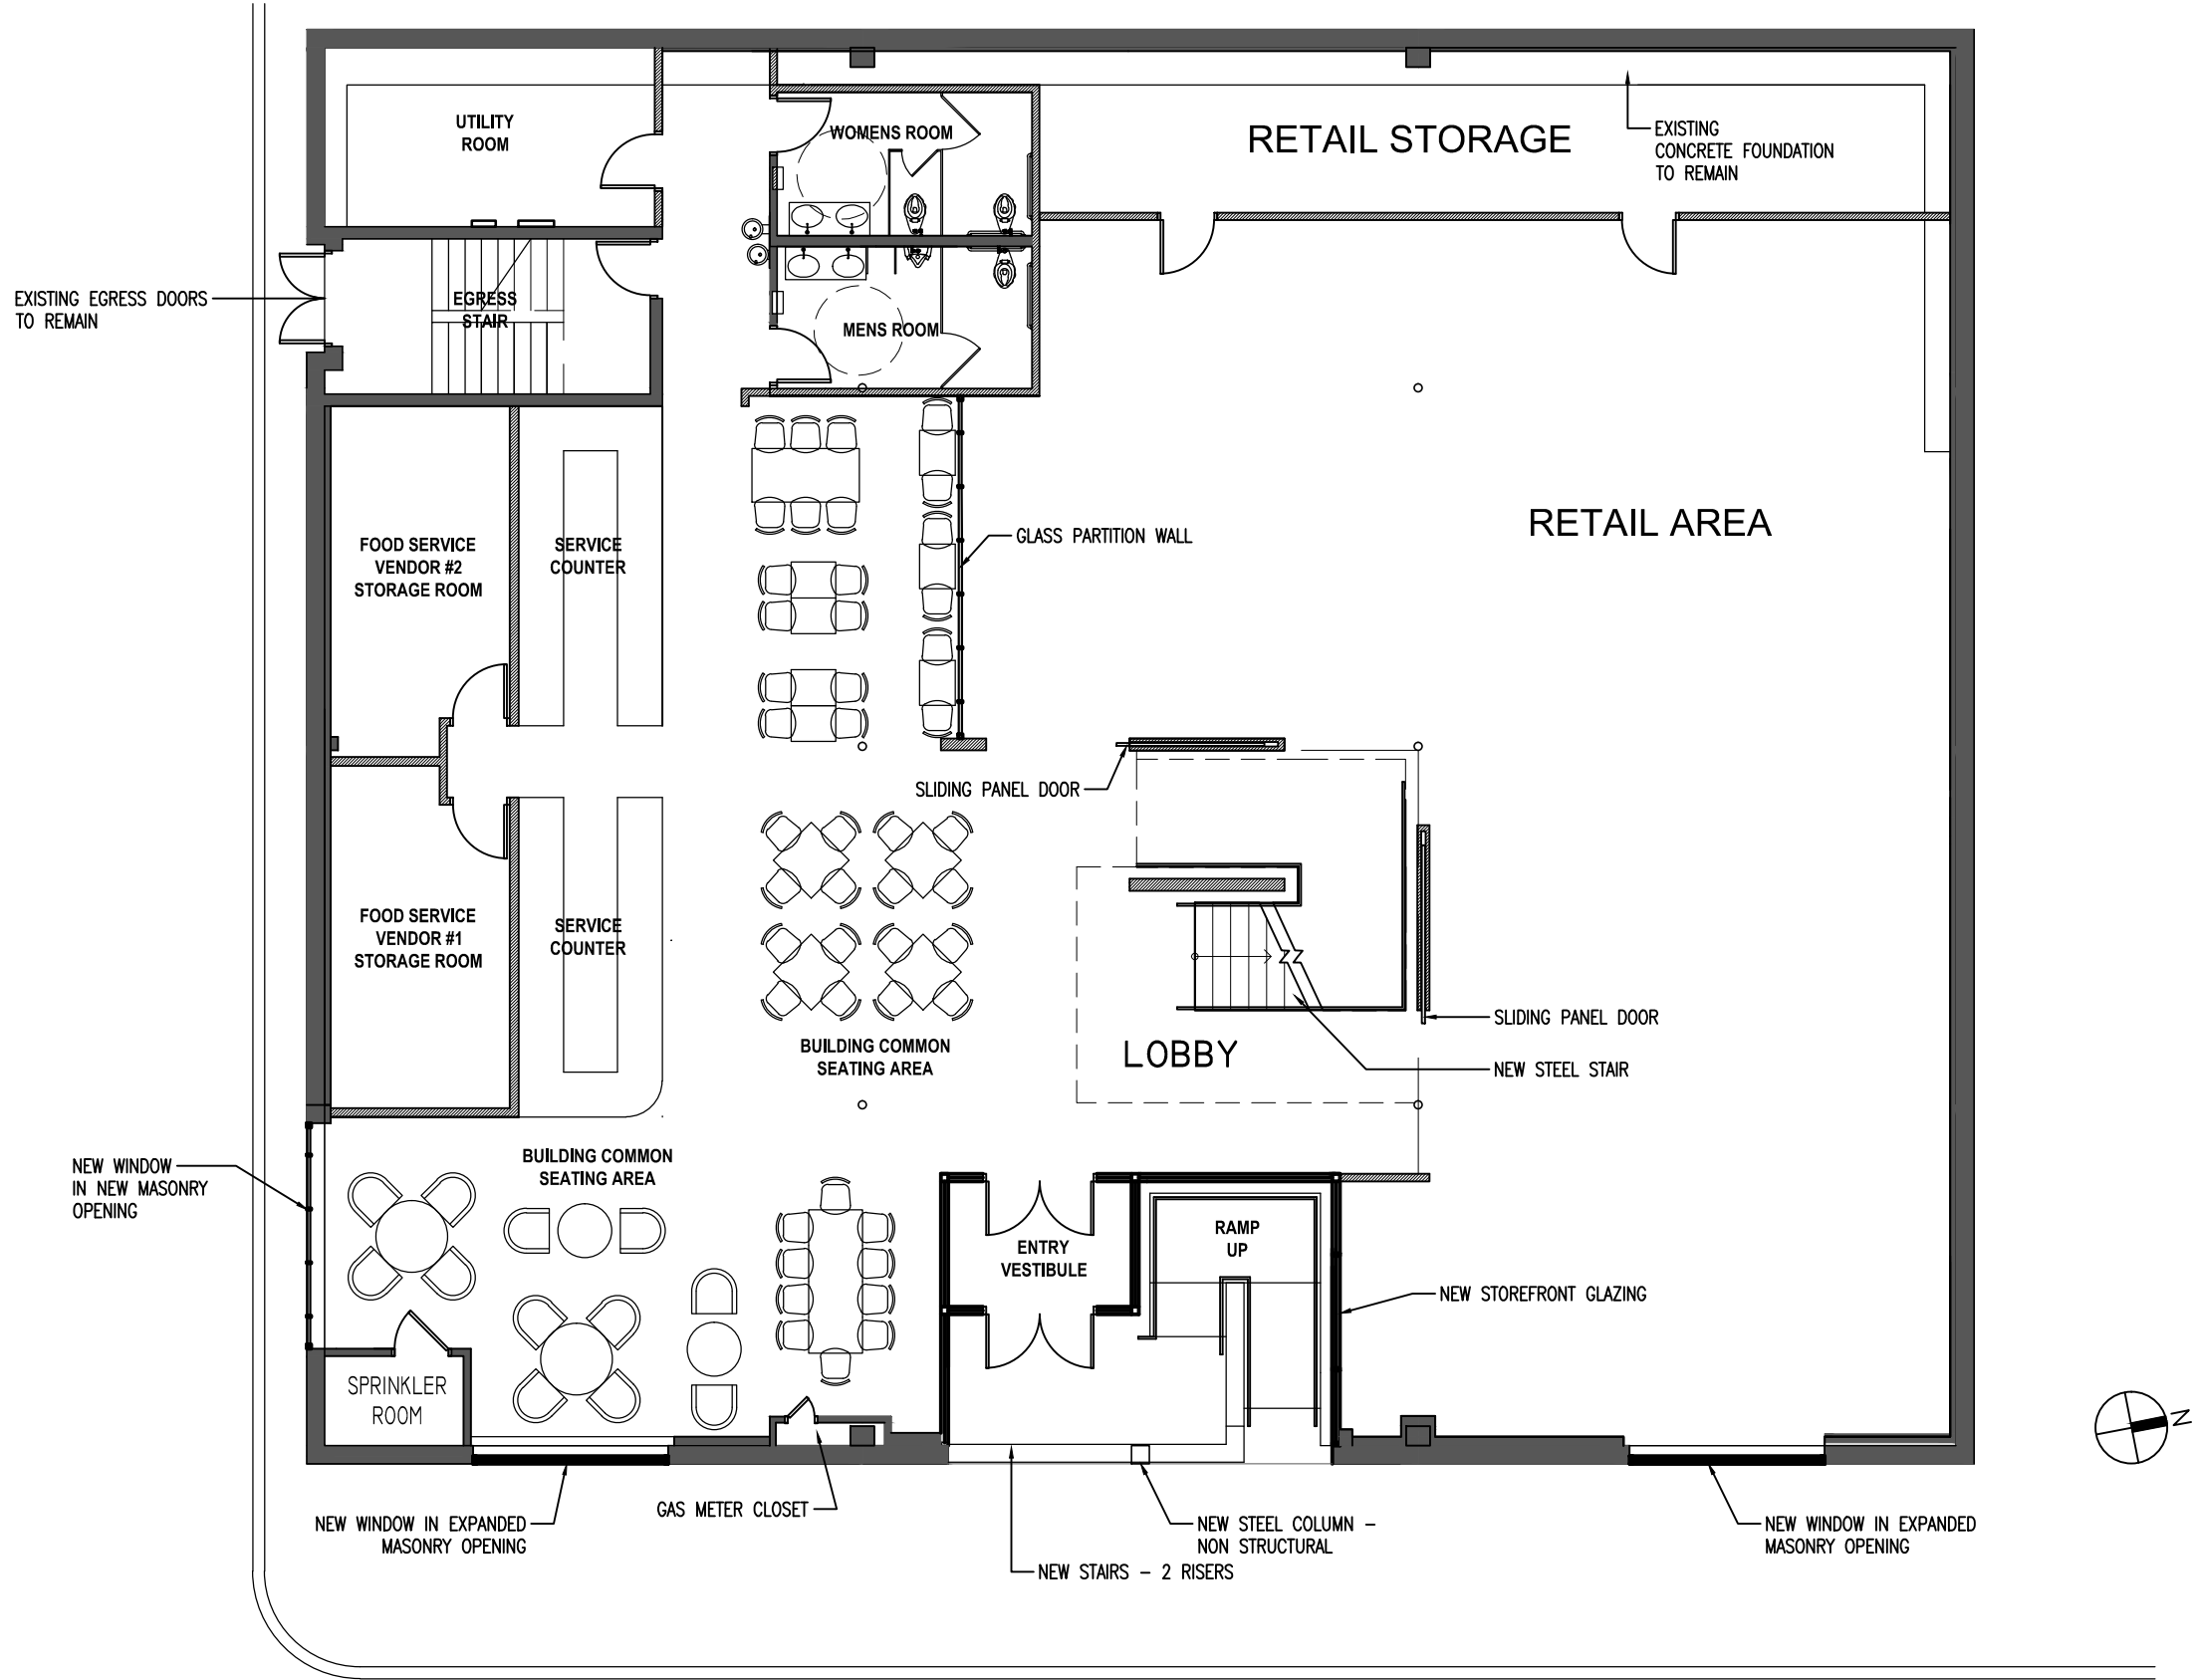 UTILITY
ROOM
WOMENS ROOM
RETAIL STORAGE
EXISTING
CONCRETE FOUNDATION
TO REMAIN
EXISTING EGRESS DOORS
TO REMAIN
EGRESS
STAIR
MENS ROOM
FOOD SERVICE
VENDOR #2
STORAGE ROOM
SERVICE
COUNTER
GLASS PARTITION WALL
RETAIL AREA
SLIDING PANEL DOOR
FOOD SERVICE
VENDOR #1
STORAGE ROOM
SERVICE
COUNTER
BUILDING COMMON
SEATING AREA
LOBBY
SLIDING PANEL DOOR
NEW STEEL STAIR
NEW WINDOW
IN NEW MASONRY
OPENING
BUILDING COMMON
SEATING AREA
ENTRY
VESTIBULE
RAMP
UP
NEW STOREFRONT GLAZING
SPRINKLER
ROOM
N
NEW WINDOW IN EXPANDED
MASONRY OPENING
GAS METER CLOSET
NEW STAIRS - 2 RISERS
NEW STEEL COLUMN -
NON STRUCTURAL
NEW WINDOW IN EXPANDED
MASONRY OPENING